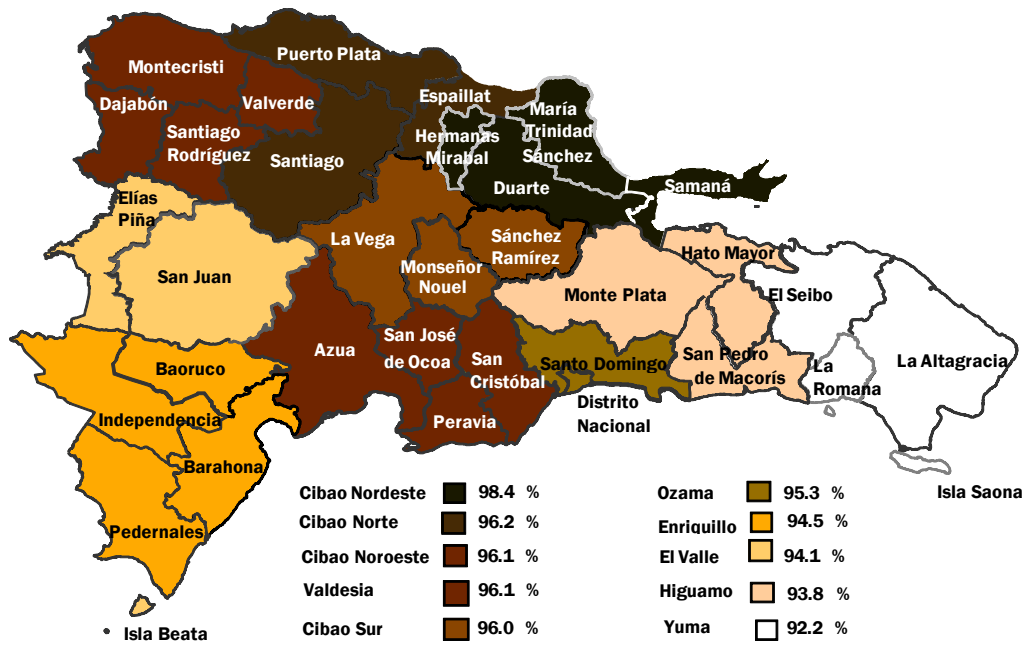 Puerto Plata
Montecristi
Dajabón
Valverde
Espaillat
María
Trinidad
Sánchez
Santiago
Rodríguez
Santiago
Hermanas
Mirabal
Duarte
Samaná
Elías
Piña
La Vega
Sánchez
Ramírez
Hato Mayor
San Juan
Monseñor
Nouel
Monte Plata
El Seibo
Azua
San José
de Ocoa
San
Cristóbal
Santo Domingo
San Pedro
de Macorís
La
Romana
La Altagracia
Baoruco
Distrito
Nacional
Independencia
Peravia
Barahona
Pedernales
Isla Saona
Isla Beata
Cibao Nordeste 98.4 %
Cibao Norte 96.2 %
Cibao Noroeste 96.1 %
Valdesia 96.1 %
Cibao Sur 96.0 %
Ozama 95.3 %
Enriquillo 94.5 %
El Valle 94.1 %
Higuamo 93.8 %
Yuma 92.2 %